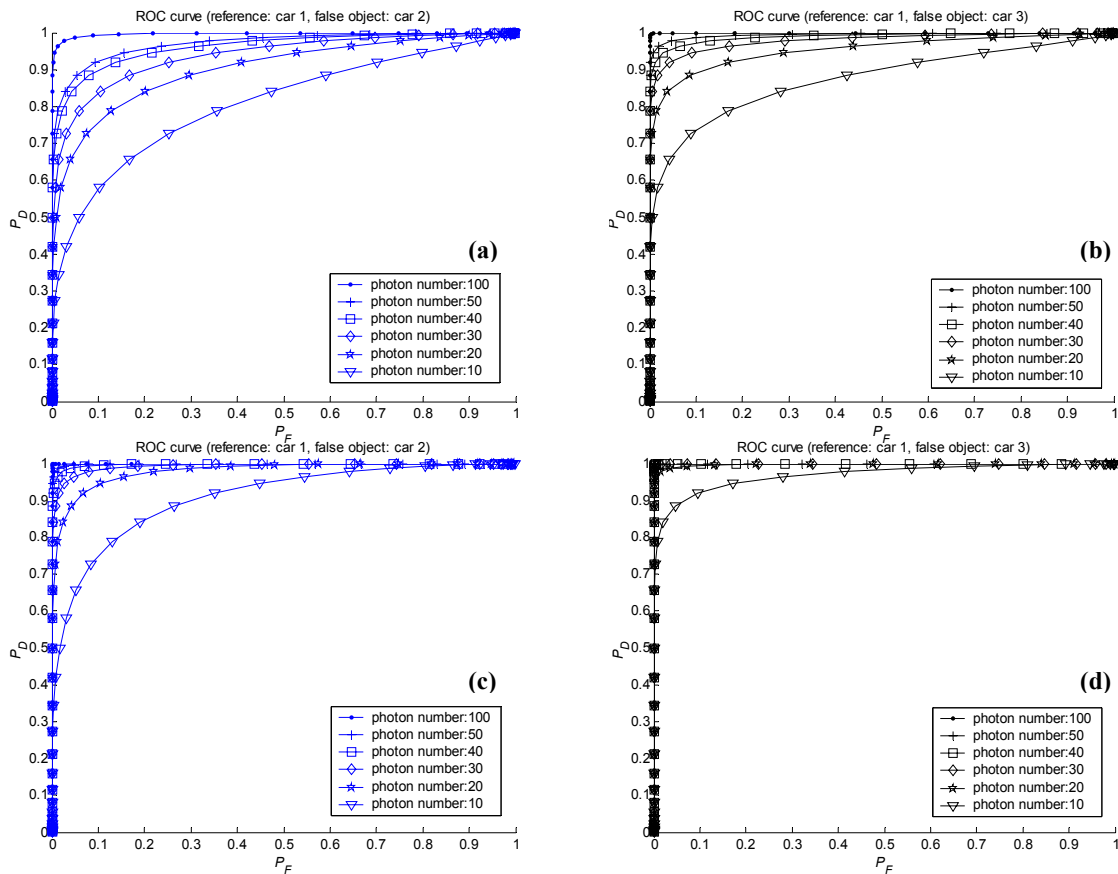 ROC curve (reference: car 1, false object: car 2)
1
0.9
0.8
0.7
0.6
0.5
0.4
0.3
0.2
0.1
0
P_D
(a)
photon number:100
photon number:50
photon number:40
photon number:30
photon number:20
photon number:10
0 0.1 0.2 0.3 0.4 0.5 0.6 0.7 0.8 0.9 1
P_F
ROC curve (reference: car 1, false object: car 3)
1
0.9
0.8
0.7
0.6
0.5
0.4
0.3
0.2
0.1
0
P_D
(b)
photon number:100
photon number:50
photon number:40
photon number:30
photon number:20
photon number:10
0 0.1 0.2 0.3 0.4 0.5 0.6 0.7 0.8 0.9 1
P_F
ROC curve (reference: car 1, false object: car 2)
1
0.9
0.8
0.7
0.6
0.5
0.4
0.3
0.2
0.1
0
P_D
(c)
photon number:100
photon number:50
photon number:40
photon number:30
photon number:20
photon number:10
0 0.1 0.2 0.3 0.4 0.5 0.6 0.7 0.8 0.9 1
P_F
ROC curve (reference: car 1, false object: car 3)
1
0.9
0.8
0.7
0.6
0.5
0.4
0.3
0.2
0.1
0
P_D
(d)
photon number:100
photon number:50
photon number:40
photon number:30
photon number:20
photon number:10
0 0.1 0.2 0.3 0.4 0.5 0.6 0.7 0.8 0.9 1
P_F